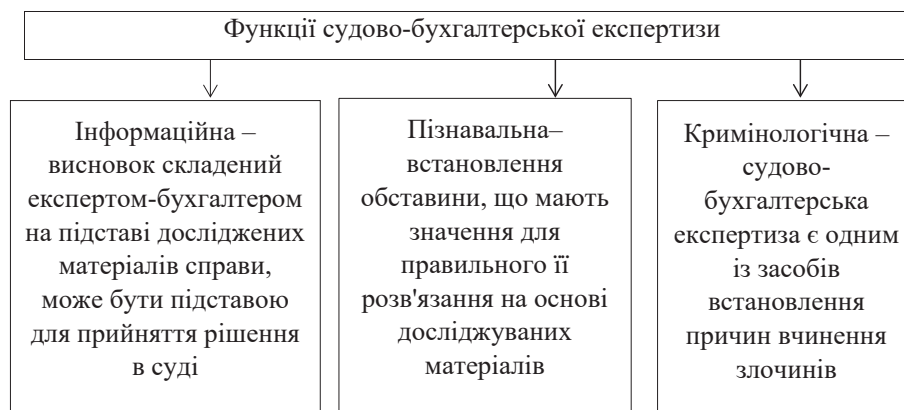 Функції судово-бухгалтерської експертизи
Інформаційна –
висновок складений
експертом-бухгалтером
на підставі досліджених
матеріалів справи,
може бути підставою
для прийняття рішення
в суді
Пізнавальна–
встановлення
обставини, що мають
значення для
правильного її
розв'язання на основі
досліджуваних
матеріалів
Кримінологічна –
судово-
бухгалтерська
експертиза є одним
із засобів
встановлення
причин вчинення
злочинів